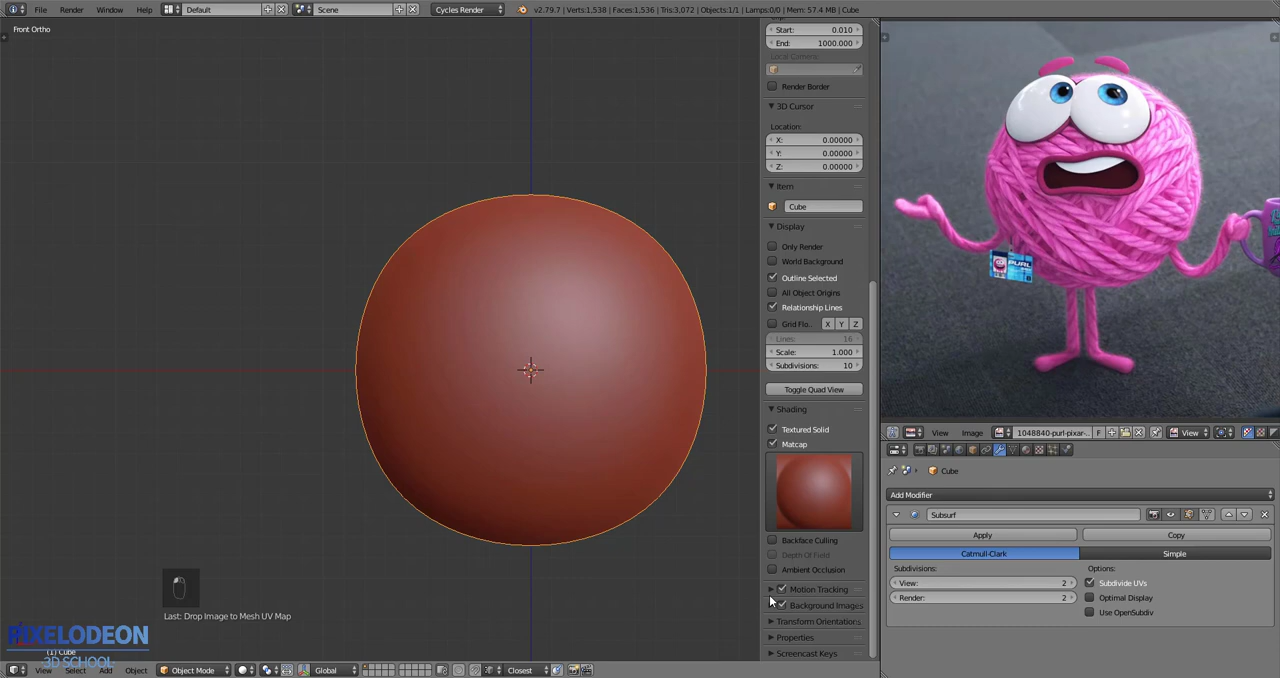 File Render Window Help Default Scene Cycles Render v2.79.7 | Verts:1,538 | Faces:1,536 | Tris:3,072 | Objects:1/1 | Lamps:0/0 | Mem: 57.4 MB | Cube
Front Ortho
Start: 0.010
End: 1000.000
Local Camera:
Render Border
3D Cursor
Location:
X: 0.00000
Y: 0.00000
Z: 0.00000
Item
Cube
Display
Only Render
World Background
Outline Selected
All Object Origins
Relationship Lines
Grid Flo.. X Y Z
Lines: 16
Scale: 1.000
Subdivisions: 10
Toggle Quad View
Shading
Textured Solid
Matcap
Backface Culling
Depth Of Field
Ambient Occlusion
Motion Tracking
Background Images
Transform Orientations
Properties
Screencast Keys
PURL
View Image 1048840-purl-pixar-.. F View
Cube
Add Modifier
Subsurf
Apply Copy
Catmull-Clark Simple
Subdivisions: Options:
View: 2 Subdivide UVs
Render: 2 Optimal Display
Use OpenSubdiv
Last: Drop Image to Mesh UV Map
PIXELODEON
3D SCHOOL
(1) Cube
View Select Add Object Object Mode Global Closest